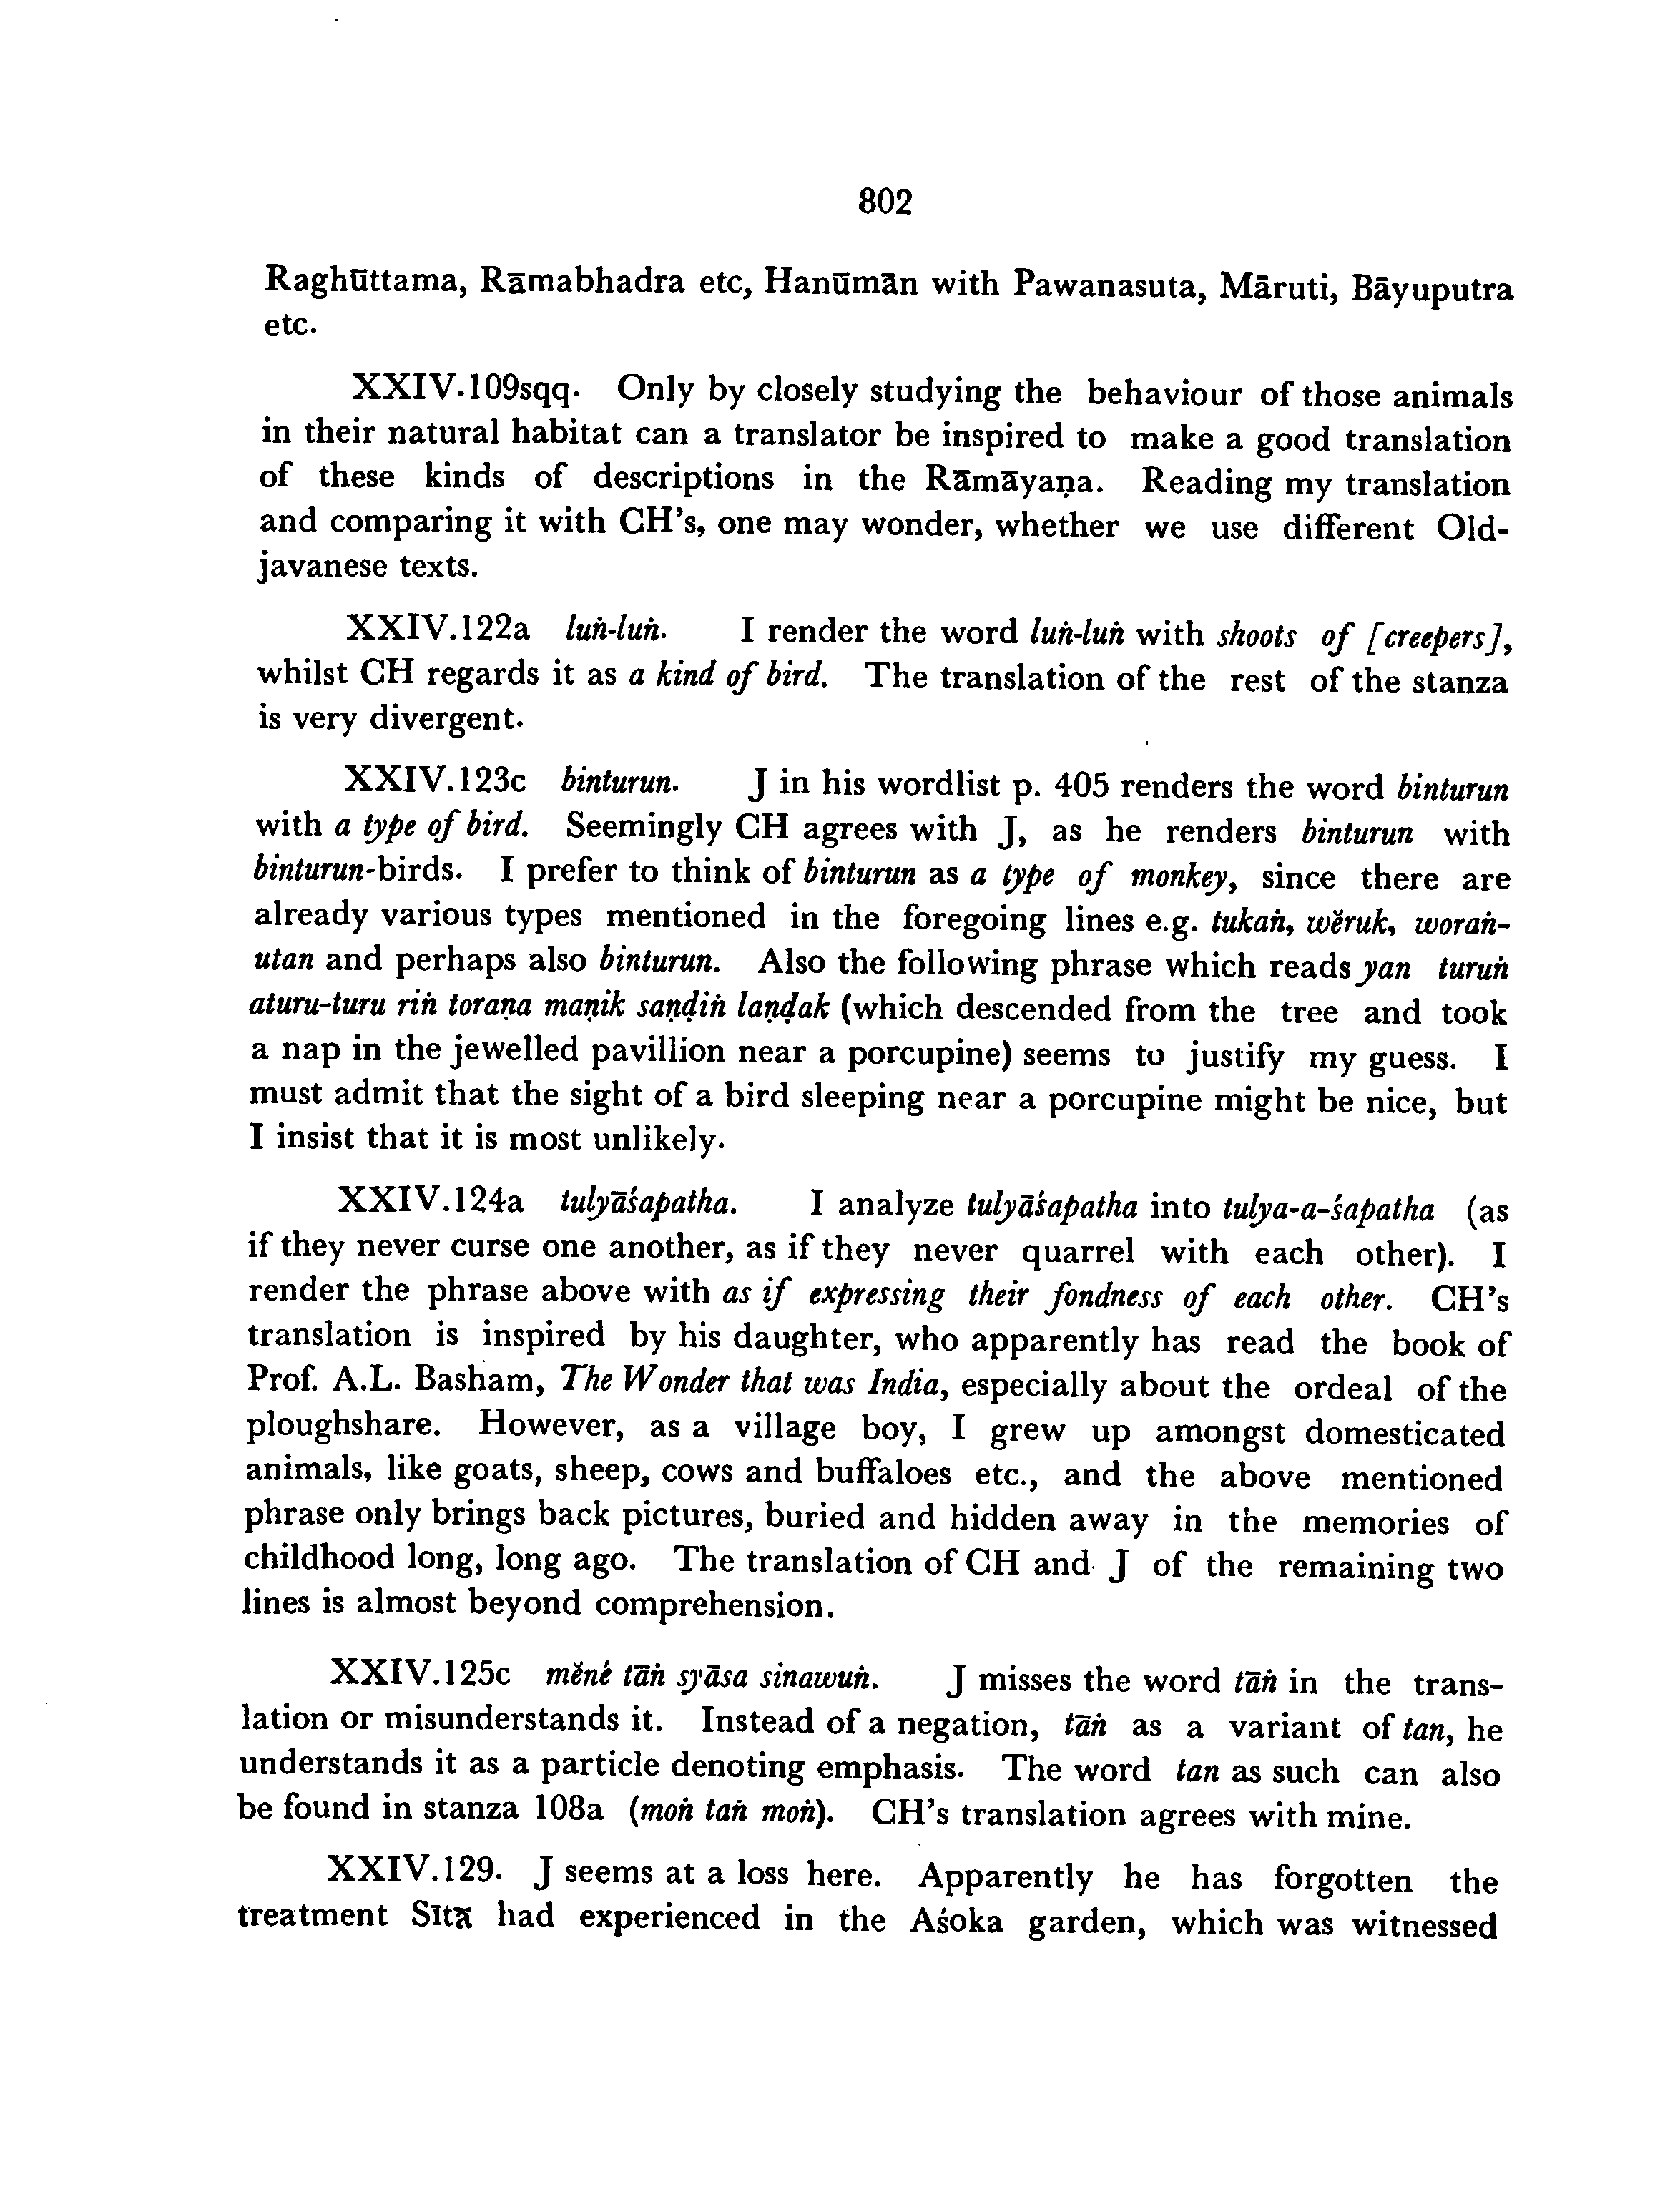 802
Raghūttama, Rāmabhadra etc, Hanūmān with Pawanasuta, Māruti, Bāyuputra
etc.
XXIV.109sqq. Only by closely studying the behaviour of those animals
in their natural habitat can a translator be inspired to make a good translation
of these kinds of descriptions in the Rāmāyaṇa. Reading my translation
and comparing it with CH's, one may wonder, whether we use different Old-
javanese texts.
XXIV.122a luṅ-luṅ. I render the word luṅ-luṅ with shoots of [creepers],
whilst CH regards it as a kind of bird. The translation of the rest of the stanza
is very divergent.
XXIV.123c binturun. J in his wordlist p. 405 renders the word binturun
with a type of bird. Seemingly CH agrees with J, as he renders binturun with
binturun-birds. I prefer to think of binturun as a type of monkey, since there are
already various types mentioned in the foregoing lines e.g. tukaṅ, wĕruk, woraṅ-
utan and perhaps also binturun. Also the following phrase which reads yan turuṅ
aturu-turu riṅ toraṇa maṇik saṇḍiṅ laṇḍak (which descended from the tree and took
a nap in the jewelled pavillion near a porcupine) seems to justify my guess. I
must admit that the sight of a bird sleeping near a porcupine might be nice, but
I insist that it is most unlikely.
XXIV.124a tulyāśapatha. I analyze tulyāśapatha into tulya-a-śapatha (as
if they never curse one another, as if they never quarrel with each other). I
render the phrase above with as if expressing their fondness of each other. CH's
translation is inspired by his daughter, who apparently has read the book of
Prof. A.L. Basham, The Wonder that was India, especially about the ordeal of the
ploughshare. However, as a village boy, I grew up amongst domesticated
animals, like goats, sheep, cows and buffaloes etc., and the above mentioned
phrase only brings back pictures, buried and hidden away in the memories of
childhood long, long ago. The translation of CH and J of the remaining two
lines is almost beyond comprehension.
XXIV.125c mĕné tāṅ syāsa sinawuṅ. J misses the word tāṅ in the trans-
lation or misunderstands it. Instead of a negation, tāṅ as a variant of tan, he
understands it as a particle denoting emphasis. The word tan as such can also
be found in stanza 108a (moṅ taṅ moṅ). CH's translation agrees with mine.
XXIV.129. J seems at a loss here. Apparently he has forgotten the
treatment Sītā had experienced in the Aśoka garden, which was witnessed